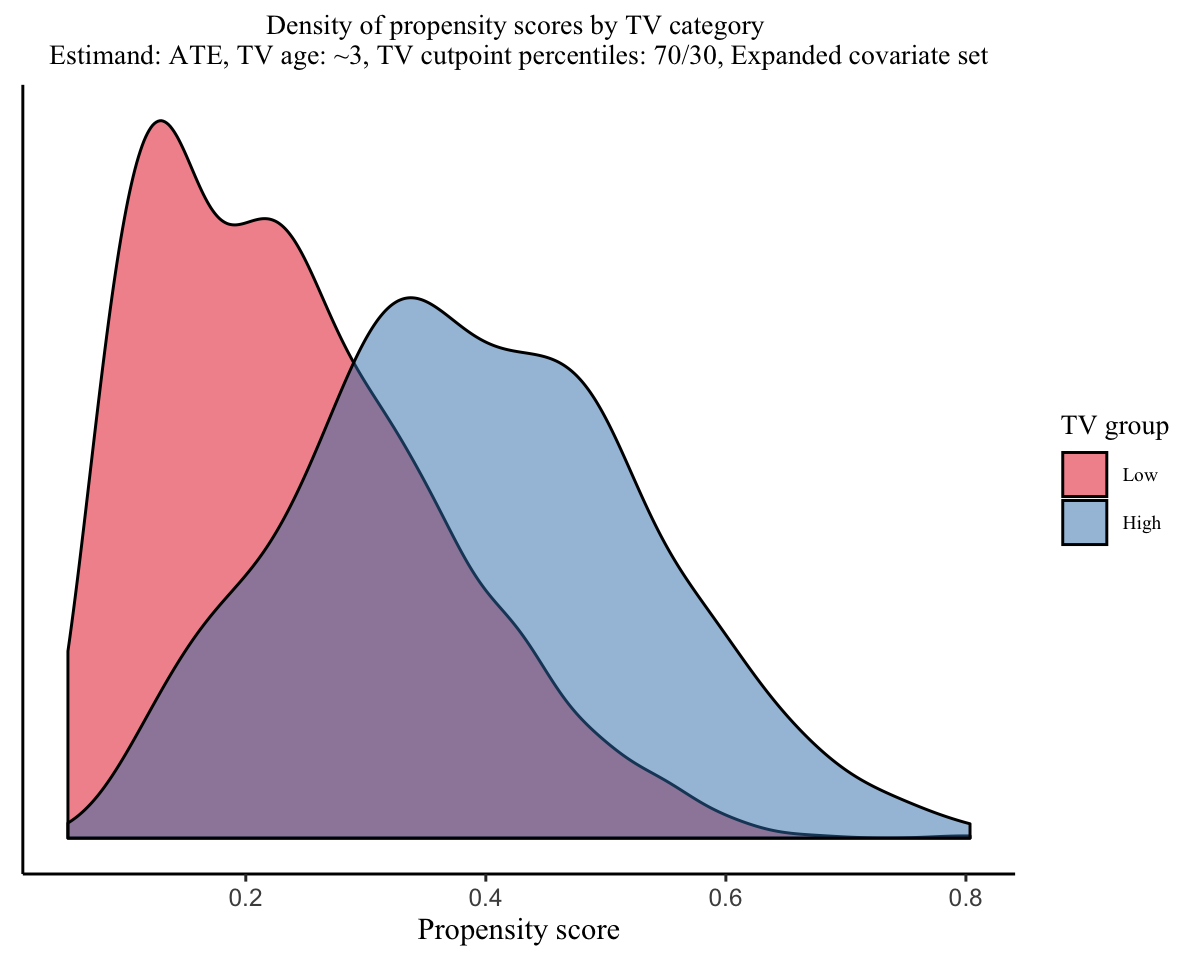 Density of propensity scores by TV category
Estimand: ATE, TV age: ~3, TV cutpoint percentiles: 70/30, Expanded covariate set
TV group
Low
High
0.2 0.4 0.6 0.8
Propensity score